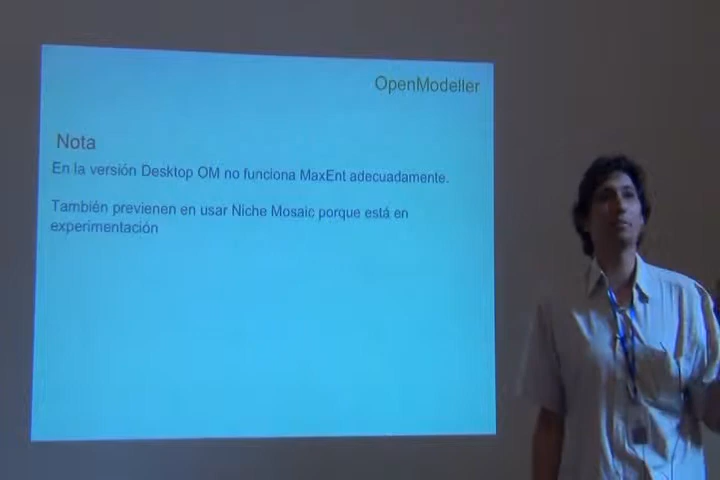 OpenModeller
Nota
En la versión Desktop OM no funciona MaxEnt adecuadamente.
También previenen en usar Niche Mosaic porque está en
experimentación